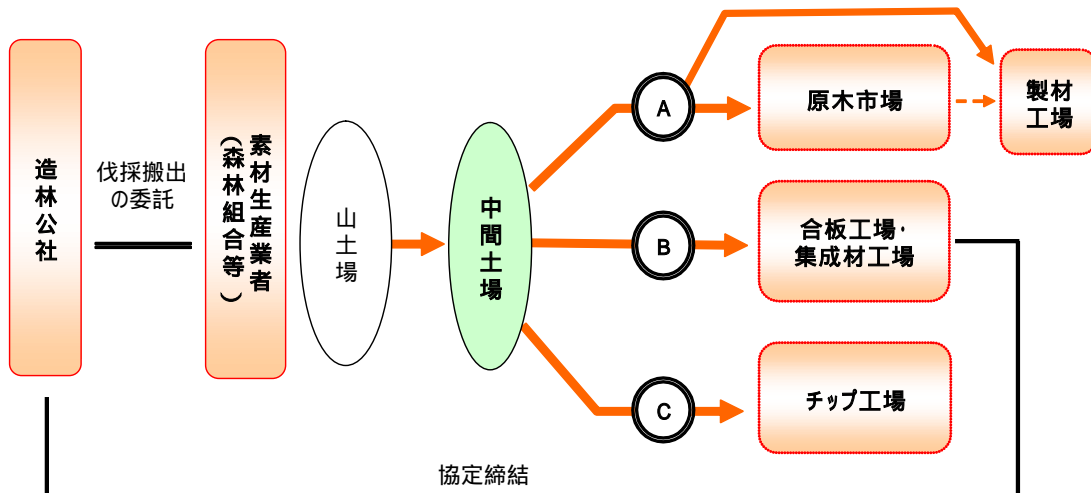 造林公社
伐採搬出
の委託
素材生産業者
（森林組合等）
山土場
中間土場
A
原木市場
製材
工場
B
合板工場・
集成材工場
C
チップ工場
協定締結